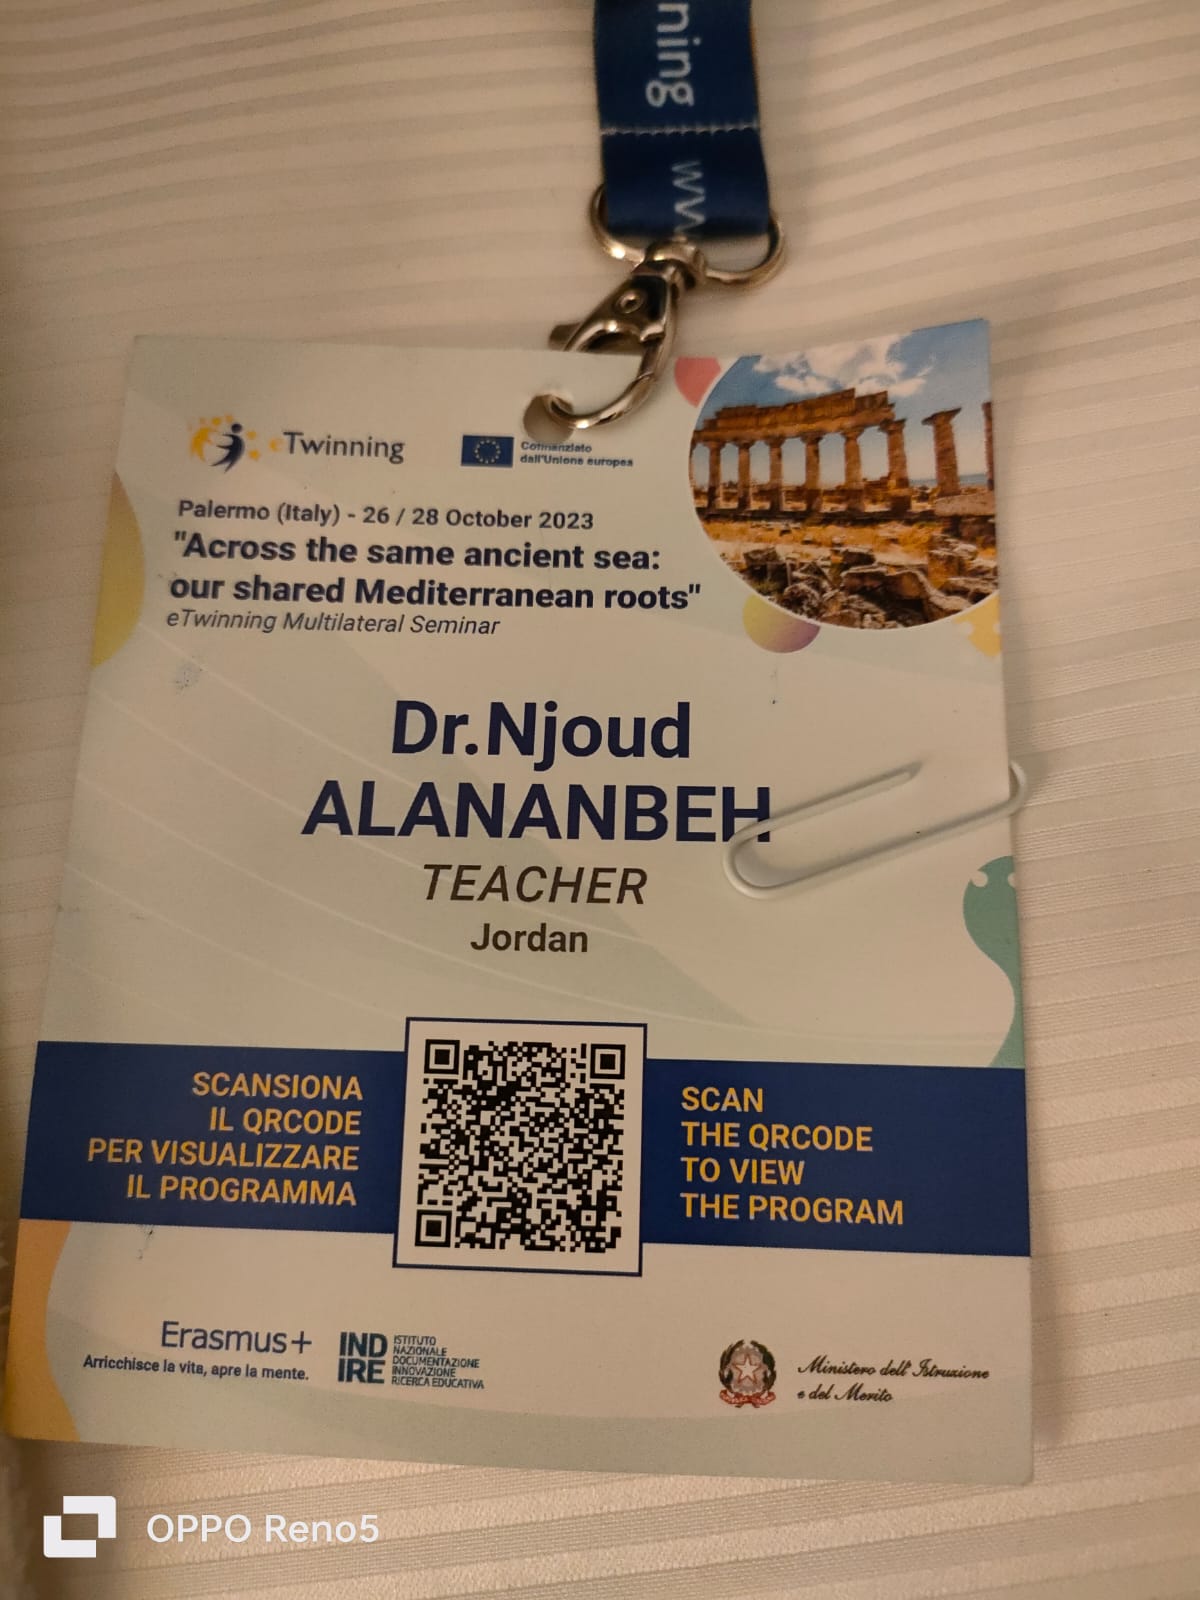 ning
ww
eTwinning
Cofinanziato
dall'Unione europea
Palermo (Italy) - 26 / 28 October 2023
"Across the same ancient sea:
our shared Mediterranean roots"
eTwinning Multilateral Seminar
Dr.Njoud
ALANANBEH
TEACHER
Jordan
SCANSIONA
IL QRCODE
PER VISUALIZZARE
IL PROGRAMMA
SCAN
THE QRCODE
TO VIEW
THE PROGRAM
Erasmus+
Arricchisce la vita, apre la mente.
IND
IRE
ISTITUTO
NAZIONALE
DOCUMENTAZIONE
INNOVAZIONE
RICERCA EDUCATIVA
Ministero dell'Istruzione
e del Merito
OPPO Reno5